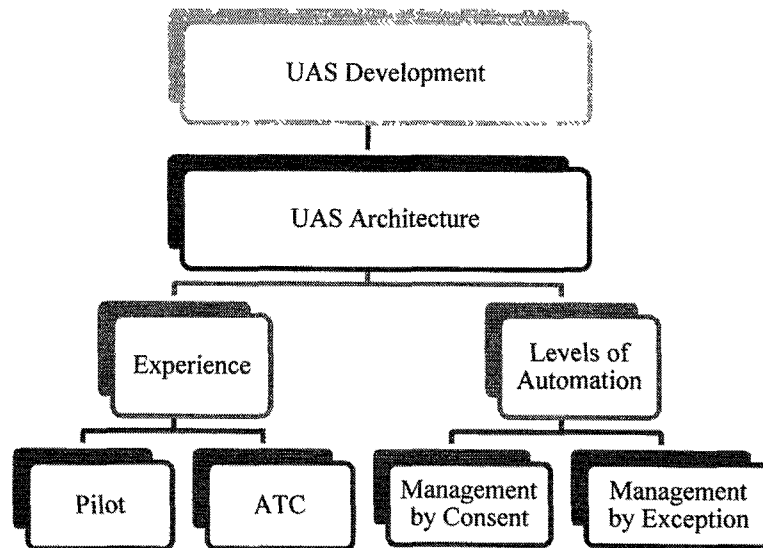 UAS Development
UAS Architecture
Experience
Levels of
Automation
Pilot
ATC
Management
by Consent
Management
by Exception